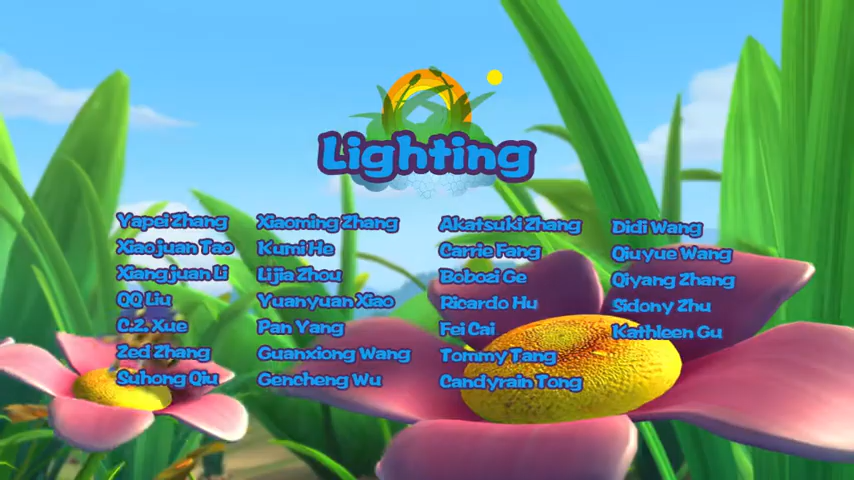 Lighting
Yapei Zhang
Xiaojuan Tao
Xiangjuan Li
QQ Liu
C.Z. Xue
Zed Zhang
Suhong Qiu
Xiaoming Zhang
Kumi He
Lijia Zhou
Yuanyuan Xiao
Pan Yang
Guanxiong Wang
Gencheng Wu
Akatsuki Zhang
Carrie Fang
Bobozi Ge
Ricardo Hu
Fei Cai
Tommy Tang
Candyrain Tong
Didi Wang
Qiuyue Wang
Qiyang Zhang
Sidony Zhu
Kathleen Gu